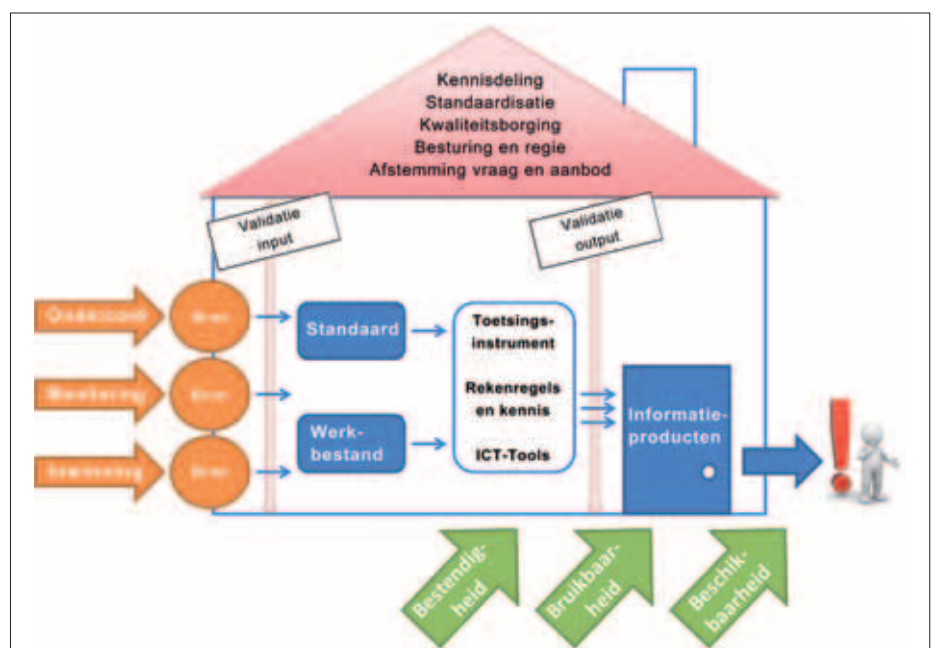 Kennisdeling
Standaardisatie
Kwaliteitsborging
Besturing en regie
Afstemming vraag en aanbod
Validatie
input
Validatie
output
Standaard
Werk-
bestand
Toetsings-
instrument
Rekenregels
en kennis
ICT-Tools
Informatie-
producten
Bestendig-
heid
Bruikbaar-
heid
Beschik-
baarheid